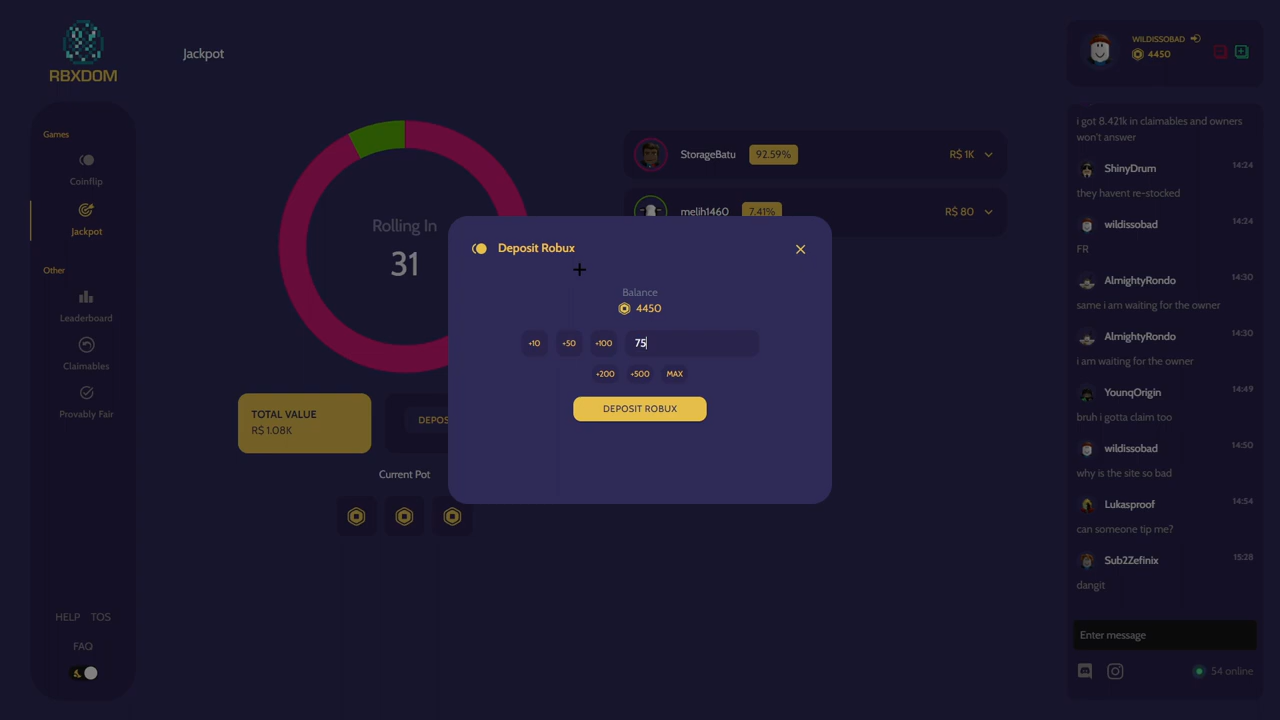 RBXDOM
Jackpot
WILDISSOBAD
4450
Games
Coinflip
Jackpot
Other
Leaderboard
Claimables
Provably Fair
HELP TOS
FAQ
Rolling In
31
StorageBatu 92.59% R$ 1K
melih1460 7.41% R$ 80
TOTAL VALUE
R$ 1.08K
Current Pot
Deposit Robux
Balance
4450
+10 +50 +100 75
+200 +500 MAX
DEPOSIT ROBUX
i got 8.421k in claimables and owners
won't answer
ShinyDrum 14:24
they havent re-stocked
wildissobad 14:24
FR
AlmightyRondo 14:30
same i am waiting for the owner
AlmightyRondo 14:30
i am waiting for the owner
YounqOrigin 14:49
bruh i gotta claim too
wildissobad 14:50
why is the site so bad
Lukasproof 14:54
can someone tip me?
Sub2Zefinix 15:28
dangit
Enter message
54 online